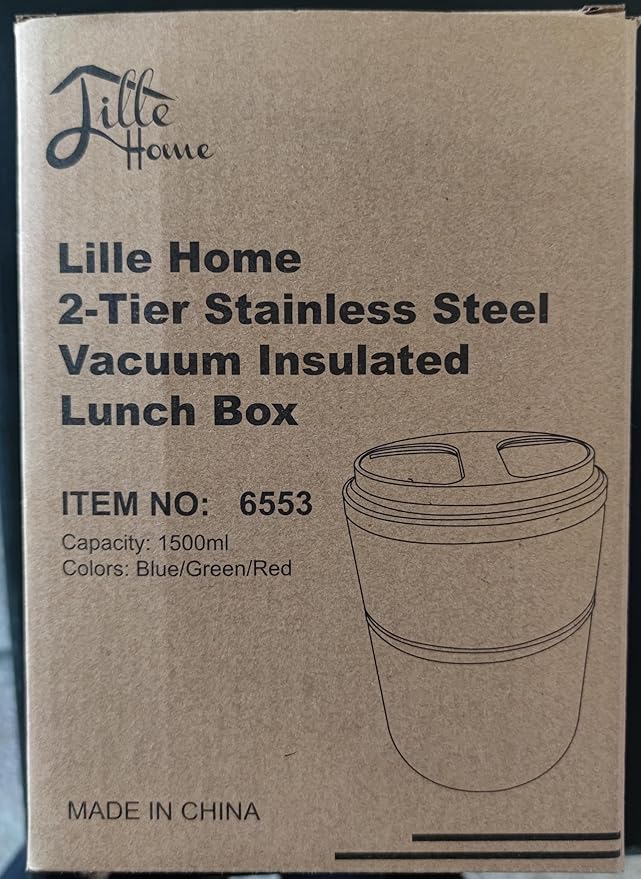 Lille
Home
Lille Home
2-Tier Stainless Steel
Vacuum Insulated
Lunch Box
ITEM NO: 6553
Capacity: 1500ml
Colors: Blue/Green/Red
MADE IN CHINA